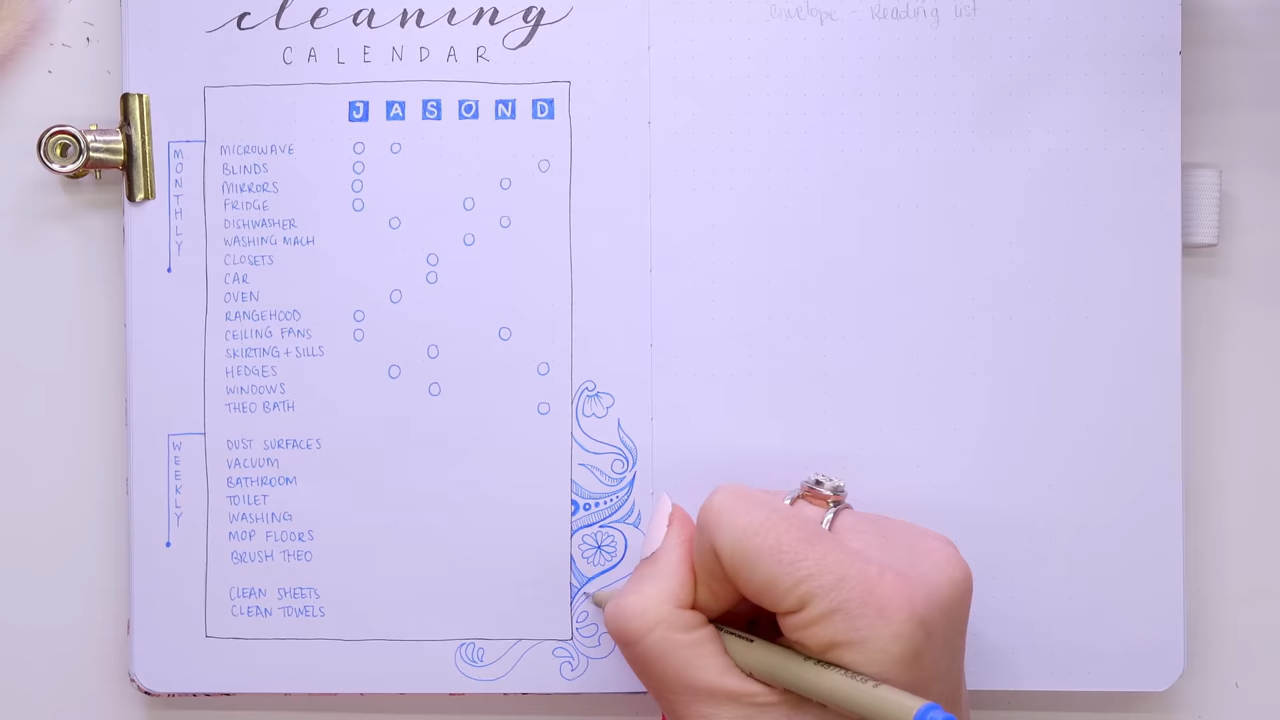 cleaning
CALENDAR
J A S O N D
MONTHLY
MICROWAVE
BLINDS
MIRRORS
FRIDGE
DISHWASHER
WASHING MACH
CLOSETS
CAR
OVEN
RANGEHOOD
CEILING FANS
SKIRTING + SILLS
HEDGES
WINDOWS
THEO BATH
WEEKLY
DUST SURFACES
VACUUM
BATHROOM
TOILET
WASHING
MOP FLOORS
BRUSH THEO
CLEAN SHEETS
CLEAN TOWELS
envelope - Reading list
CORPORATION